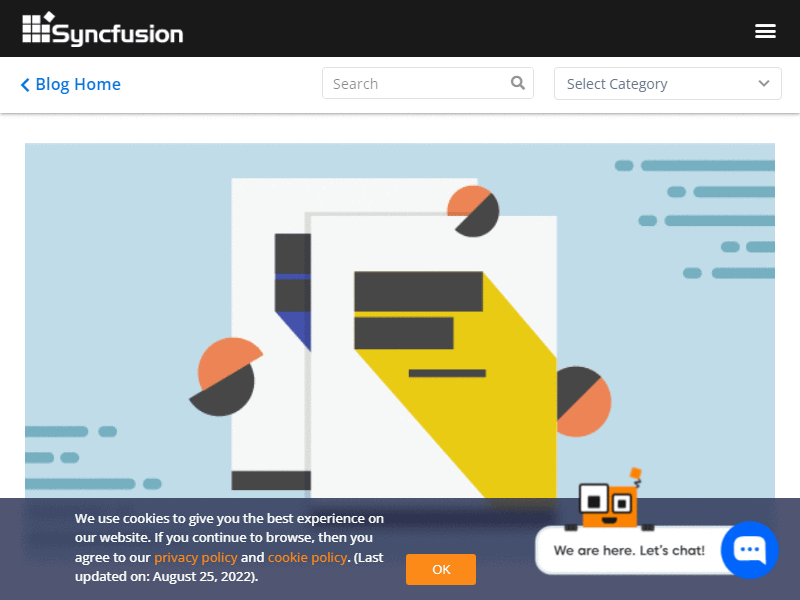 Syncfusion
Blog Home
Search
Select Category
We use cookies to give you the best experience on
our website. If you continue to browse, then you
agree to our privacy policy and cookie policy. (Last
updated on: August 25, 2022).
OK
We are here. Let's chat!